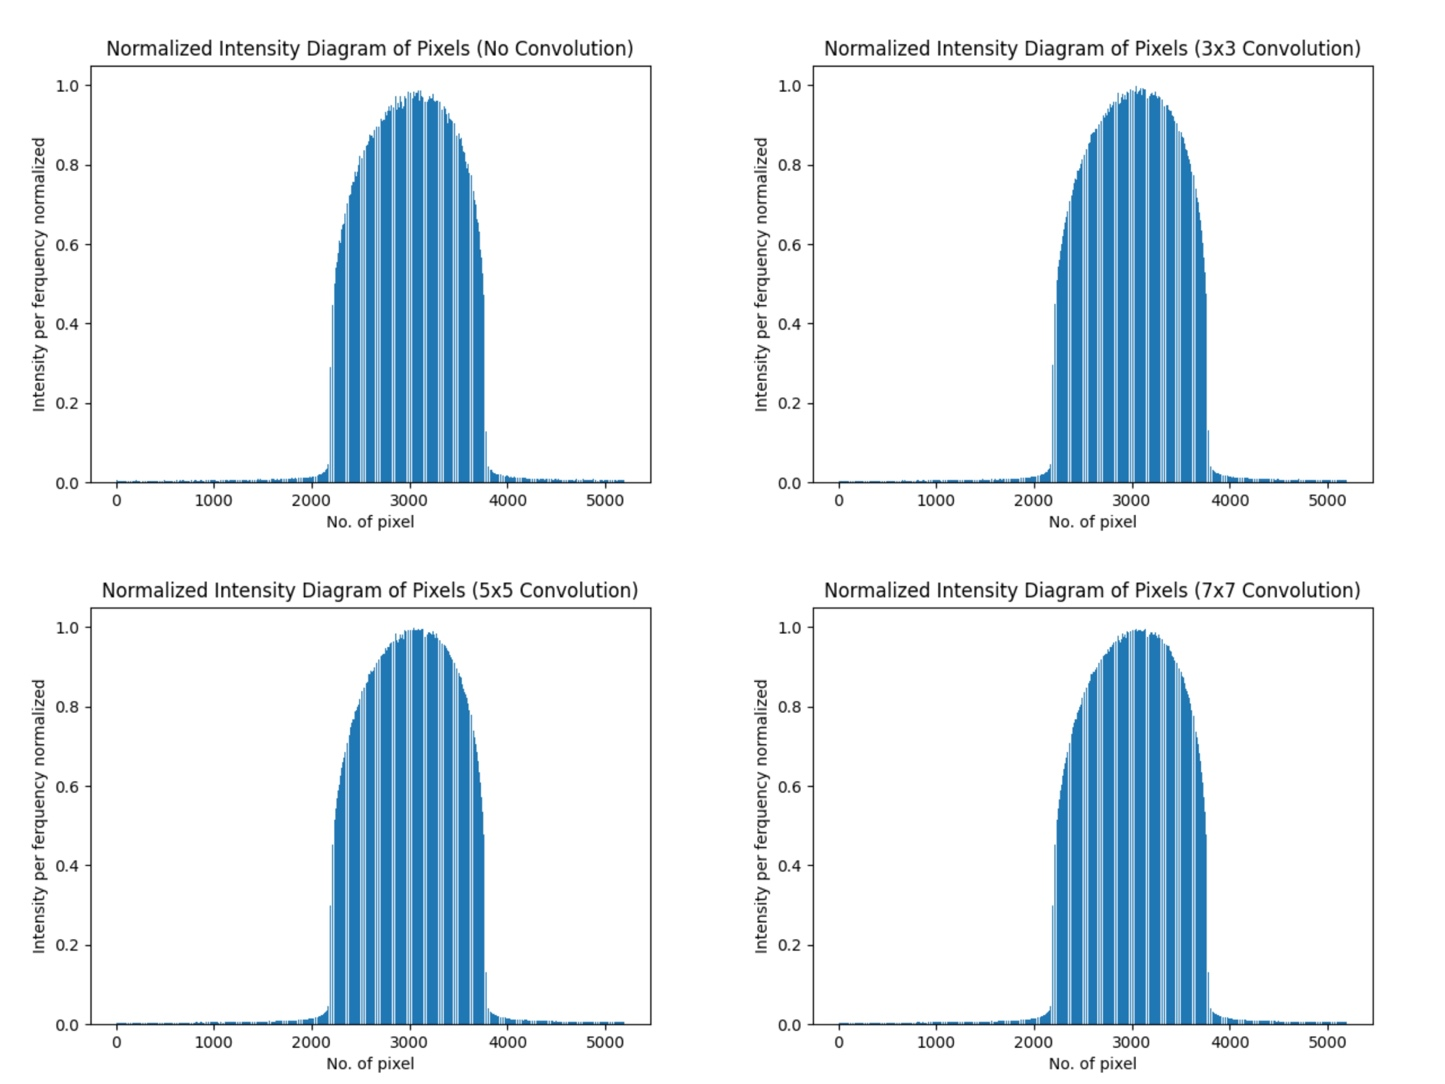 Normalized Intensity Diagram of Pixels (No Convolution)
Intensity per ferquency normalized
1.0
0.8
0.6
0.4
0.2
0.0
0 1000 2000 3000 4000 5000
No. of pixel
Normalized Intensity Diagram of Pixels (3x3 Convolution)
Intensity per ferquency normalized
1.0
0.8
0.6
0.4
0.2
0.0
0 1000 2000 3000 4000 5000
No. of pixel
Normalized Intensity Diagram of Pixels (5x5 Convolution)
Intensity per ferquency normalized
1.0
0.8
0.6
0.4
0.2
0.0
0 1000 2000 3000 4000 5000
No. of pixel
Normalized Intensity Diagram of Pixels (7x7 Convolution)
Intensity per ferquency normalized
1.0
0.8
0.6
0.4
0.2
0.0
0 1000 2000 3000 4000 5000
No. of pixel